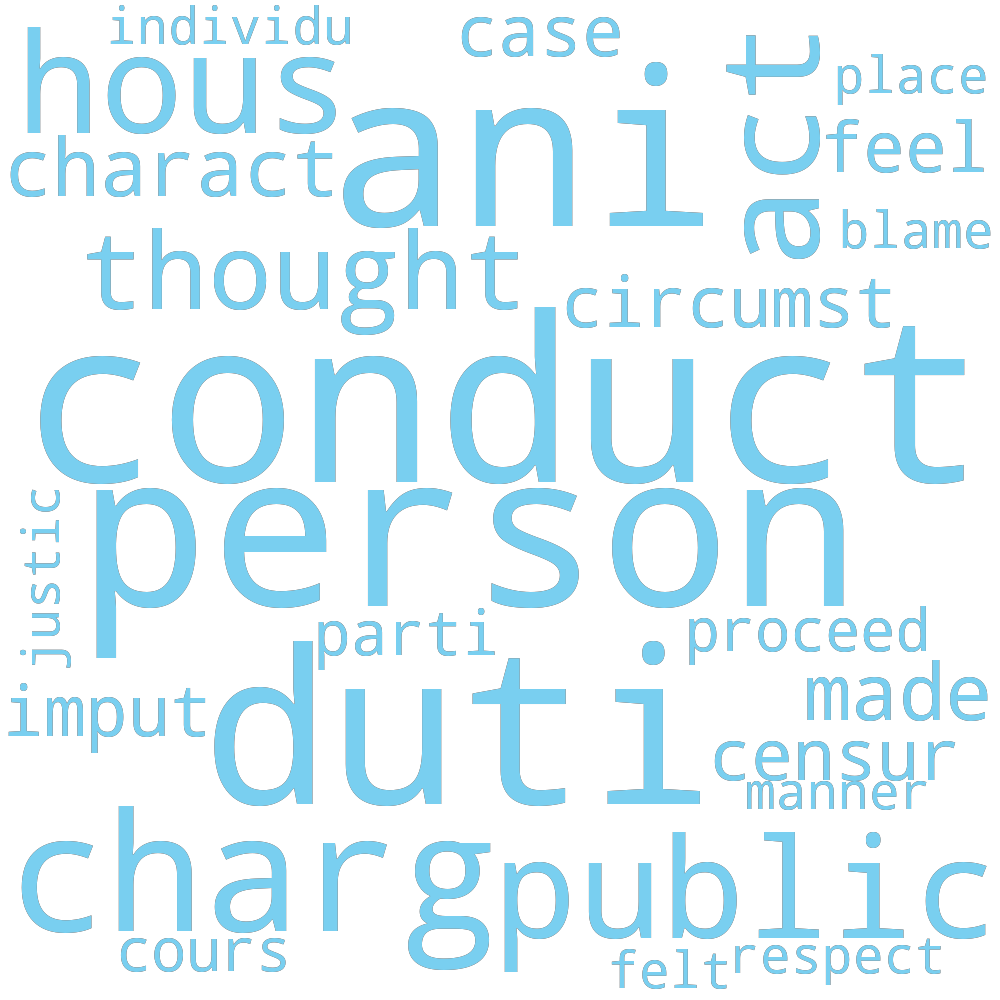 individu
case
hous
ani
act
place
charact
feel
blame
thought
circumst
conduct
person
justic
parti
proceed
duti
imput
made
censur
manner
charg
public
cours
felt
respect